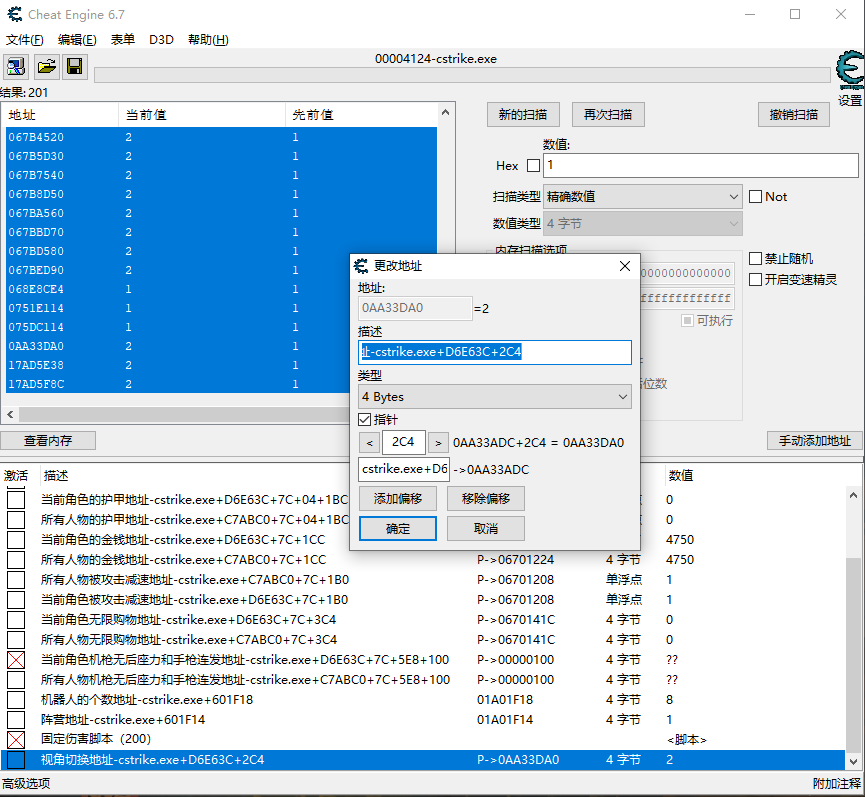 Cheat Engine 6.7
文件(F) 编辑(E) 表单 D3D 帮助(H)
00004124-cstrike.exe
设置
结果: 201
地址 当前值 先前值
067B4520 2 1
067B5D30 2 1
067B7540 2 1
067B8D50 2 1
067BA560 2 1
067BBD70 2 1
067BD580 2 1
067BED90 2 1
068E8CE4 1
0751E114 1
075DC114 1
0AA33DA0 2 1
17AD5E38 2 1
17AD5F8C 2 1
新的扫描 再次扫描 撤销扫描
数值:
Hex 1
扫描类型 精确数值 Not
数值类型 4 字节
内存扫描选项
0000000000000
fffffffffffff
可执行
位数
禁止随机
开启变速精灵
查看内存 手动添加地址
更改地址
地址:
0AA33DA0 =2
描述
址-cstrike.exe+D6E63C+2C4
类型
4 Bytes
指针
< 2C4 > 0AA33ADC+2C4 = 0AA33DA0
cstrike.exe+D6 ->0AA33ADC
添加偏移 移除偏移
确定 取消
激活 描述 数值
当前角色的护甲地址-cstrike.exe+D6E63C+7C+04+1BC 0
所有人物的护甲地址-cstrike.exe+C7ABC0+7C+04+1B 0
当前角色的金钱地址-cstrike.exe+D6E63C+7C+1CC 4750
所有人物的金钱地址-cstrike.exe+C7ABC0+7C+1CC P->06701224 4 字节 4750
所有人物被攻击减速地址-cstrike.exe+C7ABC0+7C+1B0 P->06701208 单浮点 1
当前角色被攻击减速地址-cstrike.exe+D6E63C+7C+1B0 P->06701208 单浮点 1
当前角色无限购物地址-cstrike.exe+D6E63C+7C+3C4 P->0670141C 4 字节 0
所有人物无限购物地址-cstrike.exe+C7ABC0+7C+3C4 P->0670141C 4 字节 0
当前角色机枪无后座力和手枪连发地址-cstrike.exe+D6E63C+7C+5E8+100 P->00000100 4 字节 ??
所有人物机枪无后座力和手枪连发地址-cstrike.exe+C7ABC0+7C+5E8+100 P->00000100 4 字节 ??
机器人的个数地址-cstrike.exe+601F18 01A01F18 4 字节 8
阵营地址-cstrike.exe+601F14 01A01F14 4 字节 1
固定伤害脚本（200） <脚本>
视角切换地址-cstrike.exe+D6E63C+2C4 P->0AA33DA0 4 字节 2
高级选项 附加注释